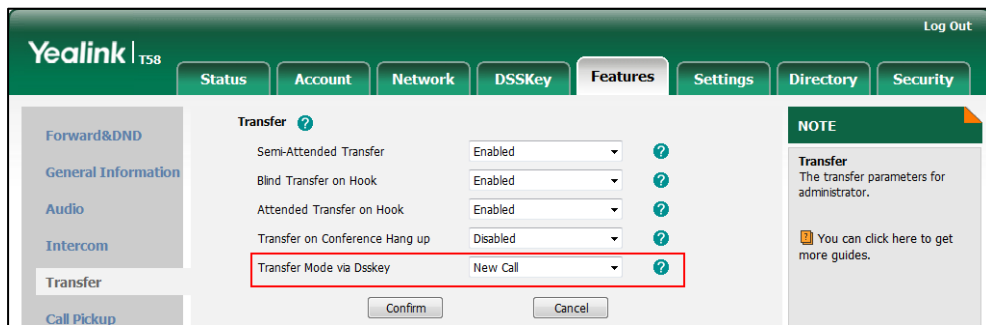 Log Out
Yealink | T58
Status Account Network DSSKey Features Settings Directory Security
Forward&DND
General Information
Audio
Intercom
Transfer
Call Pickup
Transfer ?
Semi-Attended Transfer Enabled ?
Blind Transfer on Hook Enabled ?
Attended Transfer on Hook Enabled ?
Transfer on Conference Hang up Disabled ?
Transfer Mode via Dsskey New Call ?
Confirm Cancel
NOTE
Transfer
The transfer parameters for
administrator.
? You can click here to get
more guides.